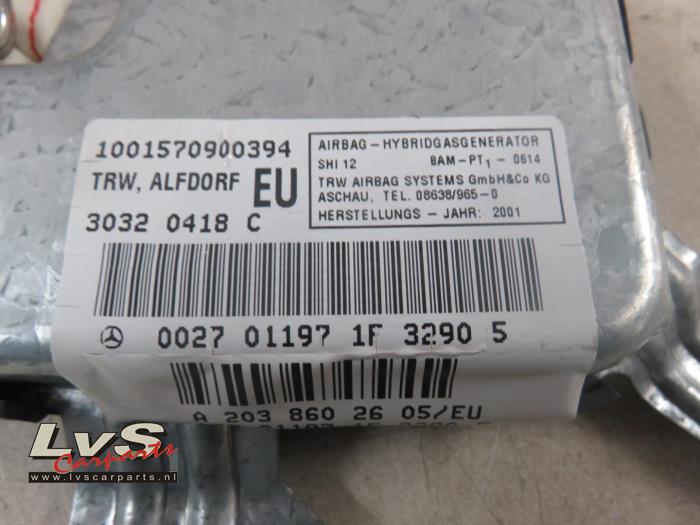 1001570900394
TRW, ALFDORF EU
3032 0418 C
AIRBAG-HYBRIDGASGENERATOR
SHI 12 BAM-PT1-0614
TRW AIRBAG SYSTEMS GmbH&Co KG
ASCHAU, TEL. 08638/965-0
HERSTELLUNGS - JAHR: 2001
0027 01197 1F 3290 5
A 203 860 26 05/EU
LvS
Carparts
www.lvscarparts.nl